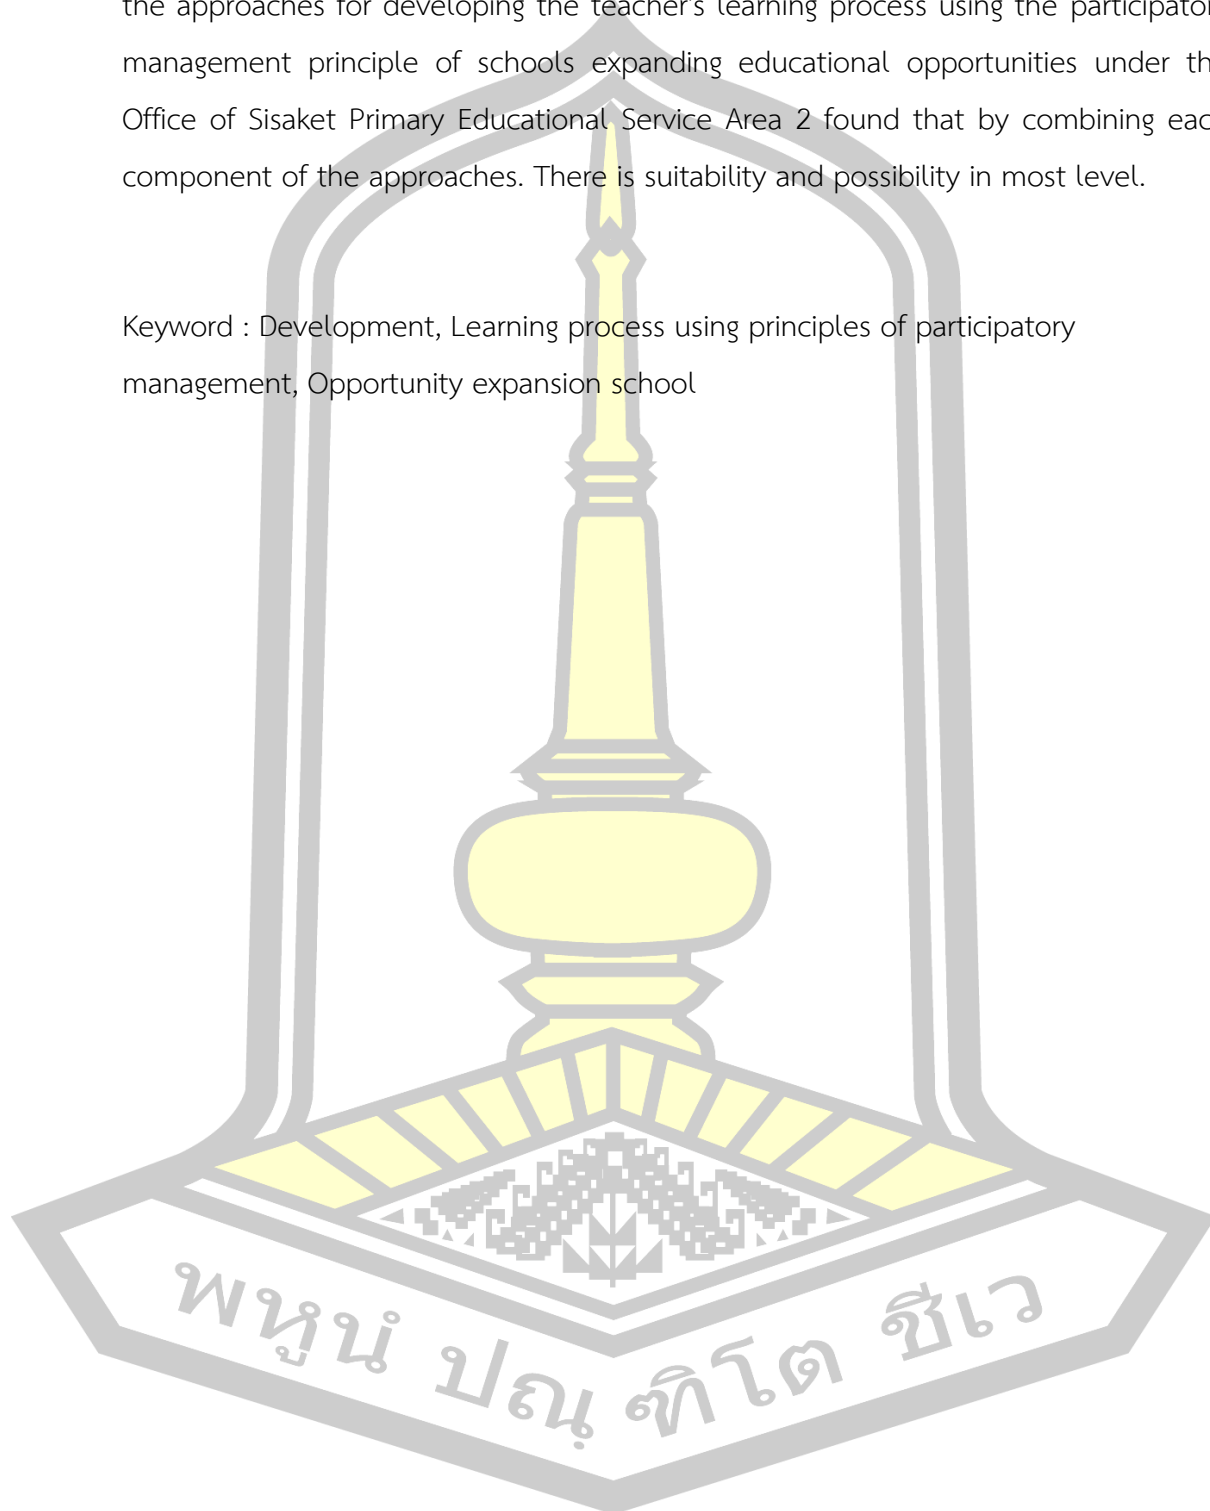 the approaches for developing the teacher's learning process using the participator
management principle of schools expanding educational opportunities under th
Office of Sisaket Primary Educational Service Area 2 found that by combining eac
component of the approaches. There is suitability and possibility in most level.
Keyword : Development, Learning process using principles of participatory
management, Opportunity expansion school
พหูนํ ปณฺฑิโต ชีเว